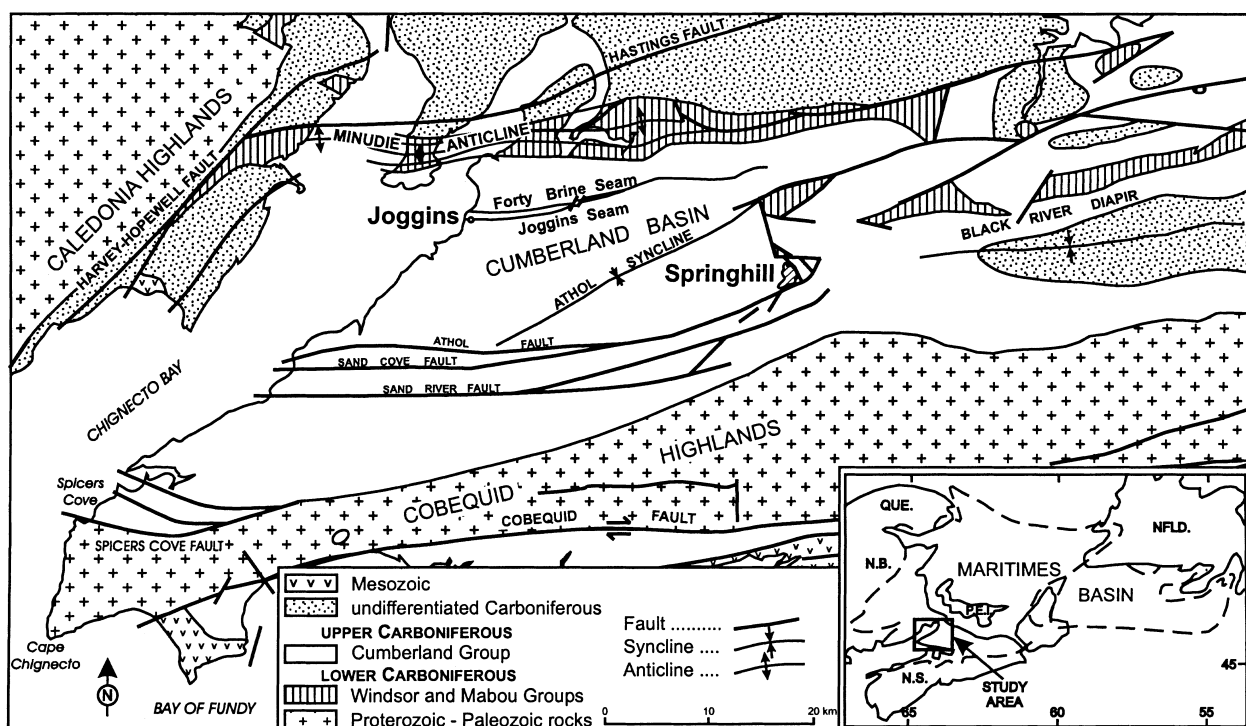 HASTINGS FAULT
CALEDONIA HIGHLANDS
HARVEY-HOPEWELL FAULT
MINUDIE ANTICLINE
Forty Brine Seam
Joggins
Joggins Seam
CUMBERLAND BASIN
ATHOL SYNCLINE
Springhill
BLACK RIVER DIAPIR
ATHOL FAULT
SAND COVE FAULT
SAND RIVER FAULT
CHIGNECTO BAY
COBEQUID HIGHLANDS
Spicers
Cove
SPICERS COVE FAULT
COBEQUID FAULT
Cape
Chignecto
N
BAY OF FUNDY
Mesozoic
undifferentiated Carboniferous
UPPER CARBONIFEROUS
Cumberland Group
LOWER CARBONIFEROUS
Windsor and Mabou Groups
Proterozoic - Paleozoic rocks
Fault ..........
Syncline ....
Anticline ....
0 10 20 km
QUE.
NFLD.
N.B.
MARITIMES
BASIN
P.E.I.
N.S.
STUDY
AREA
45
65 60 55